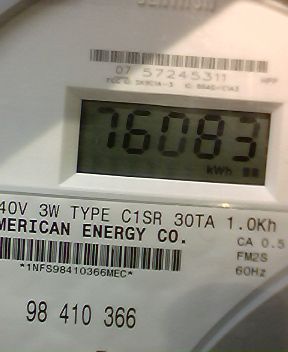 07 57245311
76083
kWh
40V 3W TYPE C1SR 30TA 1.0Kh
MERICAN ENERGY CO.
CA 0.5
*1NFS98410366MEC*
FM2S
60Hz
98 410 366